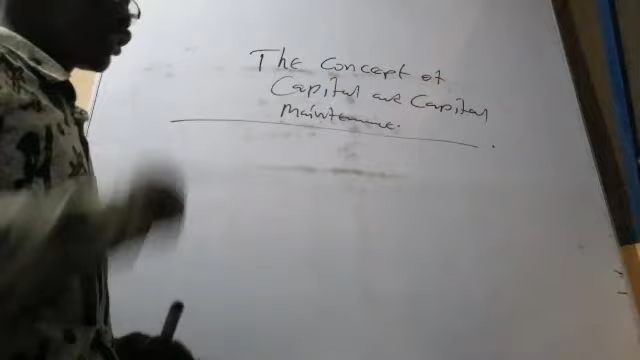 The Concept of
Capital and Capital
Maintenance.